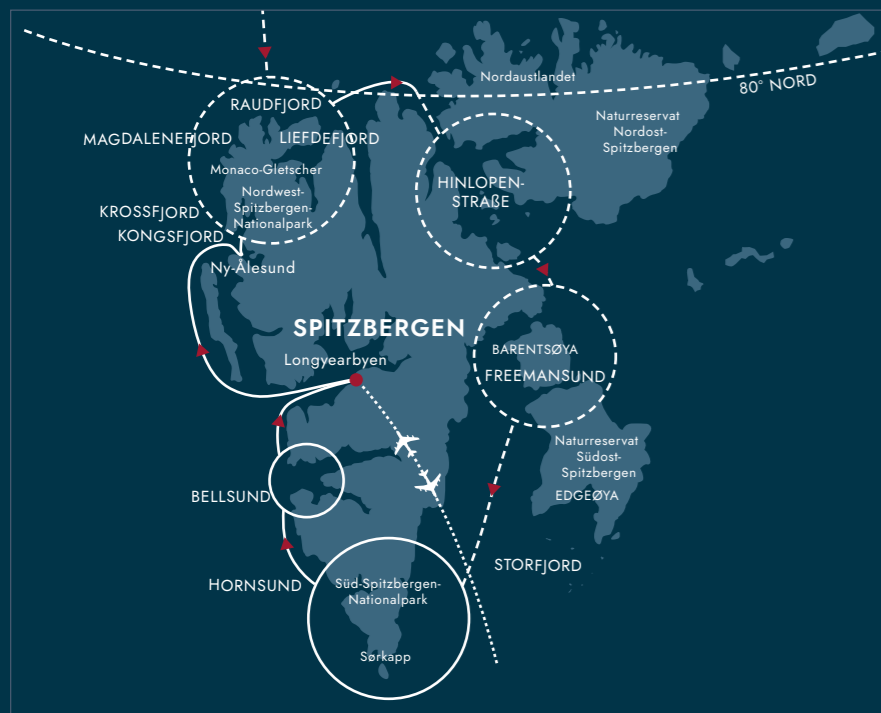 Nordaustlandet
80° NORD
RAUDFJORD
Naturreservat
Nordost-
Spitzbergen
MAGDALENEFJORD
LIEFDEFJORD
Monaco-Gletscher
HINLOPEN-
STRAßE
Nordwest-
Spitzbergen-
Nationalpark
KROSSFJORD
KONGSFJORD
Ny-Ålesund
SPITZBERGEN
Longyearbyen
BARENTSØYA
FREEMANSUND
Naturreservat
Südost-
Spitzbergen
EDGEØYA
BELLSUND
STORFJORD
HORNSUND
Süd-Spitzbergen-
Nationalpark
Sørkapp